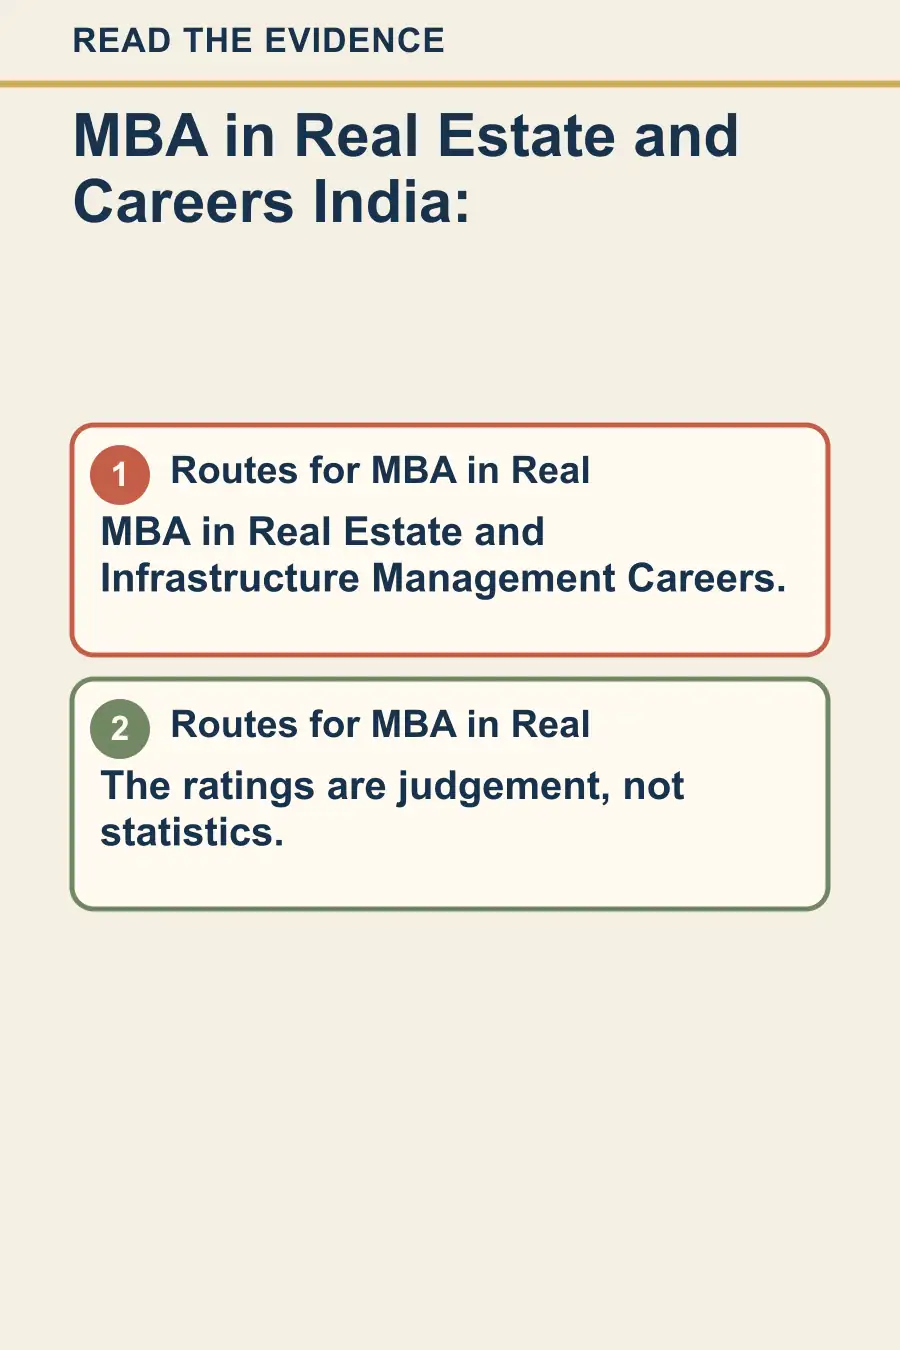 READ THE EVIDENCE
MBA in Real Estate and
Careers India:
1 Routes for MBA in Real
MBA in Real Estate and
Infrastructure Management Careers.
2 Routes for MBA in Real
The ratings are judgement, not
statistics.